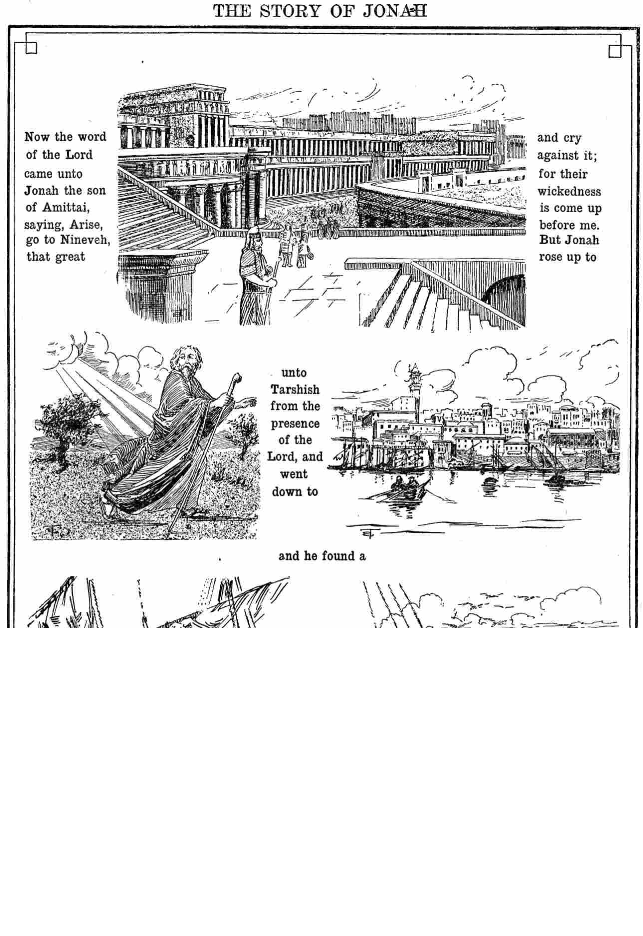 THE STORY OF JONAH
Now the word
of the Lord
came unto
Jonah the son
of Amittai,
saying, Arise,
go to Nineveh,
that great
and cry
against it;
for their
wickedness
is come up
before me.
But Jonah
rose up to
unto
Tarshish
from the
presence
of the
Lord, and
went
down to
and he found a